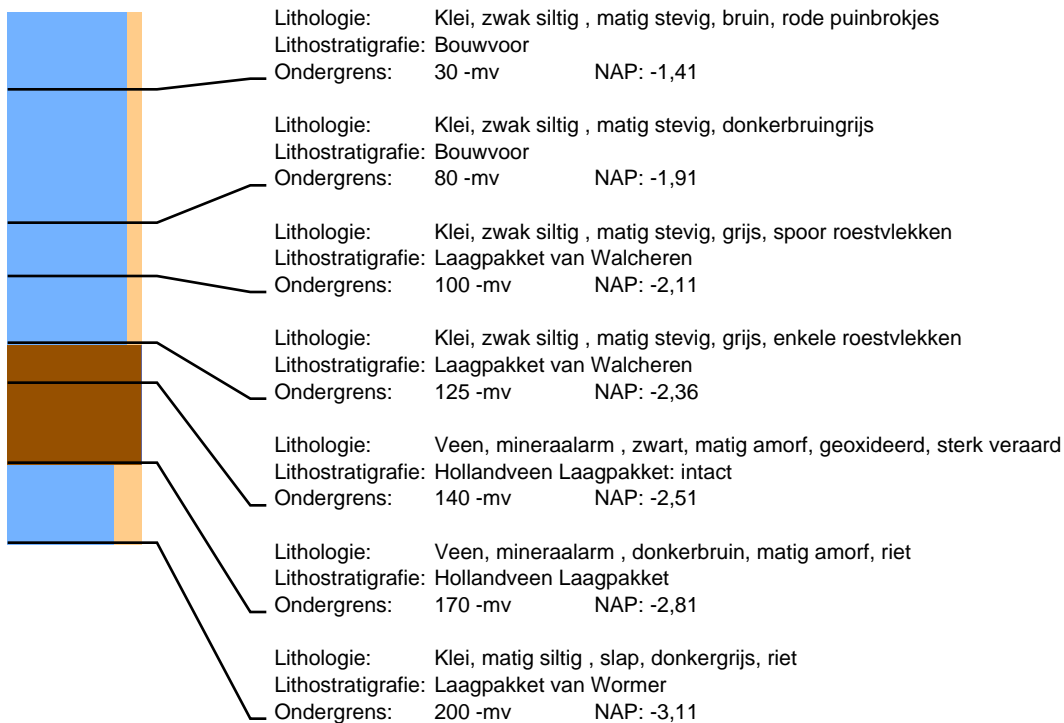 Lithologie: Klei, zwak siltig , matig stevig, bruin, rode puinbrokjes
Lithostratigrafie: Bouwvoor
Ondergrens: 30 -mv NAP: -1,41
Lithologie: Klei, zwak siltig , matig stevig, donkerbruingrijs
Lithostratigrafie: Bouwvoor
Ondergrens: 80 -mv NAP: -1,91
Lithologie: Klei, zwak siltig , matig stevig, grijs, spoor roestvlekken
Lithostratigrafie: Laagpakket van Walcheren
Ondergrens: 100 -mv NAP: -2,11
Lithologie: Klei, zwak siltig , matig stevig, grijs, enkele roestvlekken
Lithostratigrafie: Laagpakket van Walcheren
Ondergrens: 125 -mv NAP: -2,36
Lithologie: Veen, mineraalarm , zwart, matig amorf, geoxideerd, sterk veraard
Lithostratigrafie: Hollandveen Laagpakket: intact
Ondergrens: 140 -mv NAP: -2,51
Lithologie: Veen, mineraalarm , donkerbruin, matig amorf, riet
Lithostratigrafie: Hollandveen Laagpakket
Ondergrens: 170 -mv NAP: -2,81
Lithologie: Klei, matig siltig , slap, donkergrijs, riet
Lithostratigrafie: Laagpakket van Wormer
Ondergrens: 200 -mv NAP: -3,11